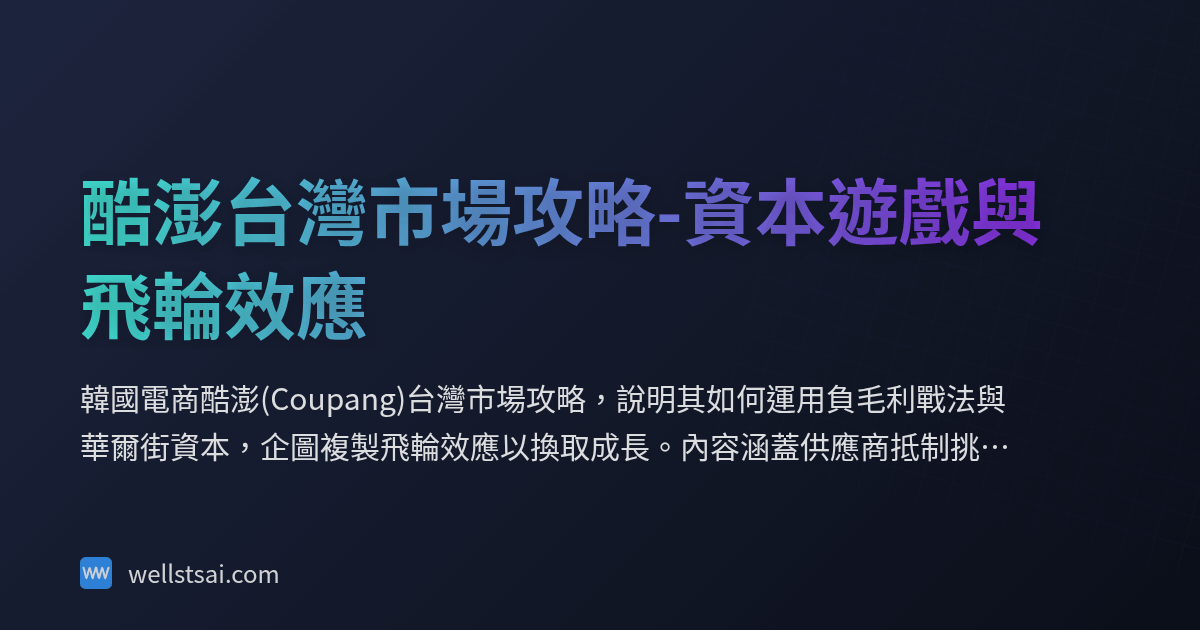 酷澎台灣市場攻略-資本遊戲與
飛輪效應
韓國電商酷澎(Coupang)台灣市場攻略，說明其如何運用負毛利戰法與
華爾街資本，企圖複製飛輪效應以換取成長。內容涵蓋供應商抵制挑…
W wellstsai.com